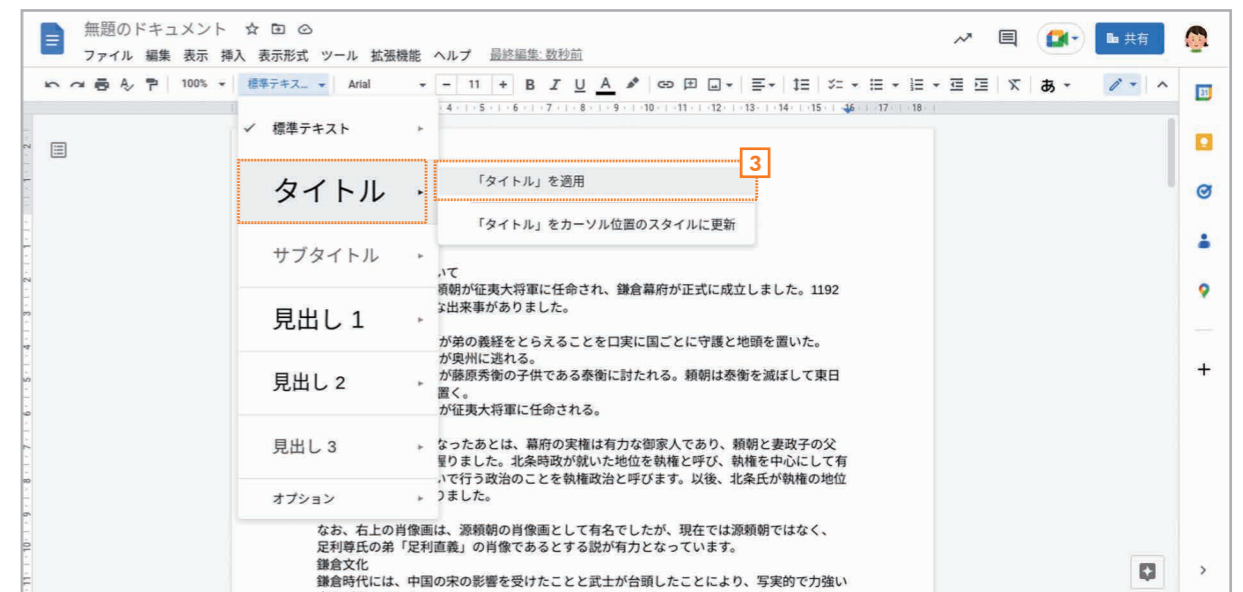 無題のドキュメント
ファイル 編集 表示 挿入 表示形式 ツール 拡張機能 ヘルプ 最終編集: 数秒前
共有
100% 標準テキス... Arial - 11 + B I U A あ
31
4 5 6 7 8 9 10 11 12 13 14 15 16 17 18
✓ 標準テキスト
タイトル
3
「タイトル」を適用
「タイトル」をカーソル位置のスタイルに更新
サブタイトル
見出し 1
見出し 2
見出し 3
オプション
いて
頼朝が征夷大将軍に任命され、鎌倉幕府が正式に成立しました。1192
な出来事がありました。
が弟の義経をとらえることを口実に国ごとに守護と地頭を置いた。
が奥州に逃れる。
が藤原秀衡の子供である泰衡に討たれる。頼朝は泰衡を滅ぼして東日
置く。
が征夷大将軍に任命される。
なったあとは、幕府の実権は有力な御家人であり、頼朝と妻政子の父
握りました。北条時政が就いた地位を執権と呼び、執権を中心にして有
いで行う政治のことを執権政治と呼びます。以後、北条氏が執権の地位
りました。
なお、右上の肖像画は、源頼朝の肖像画として有名でしたが、現在では源頼朝ではなく、
足利尊氏の弟「足利直義」の肖像であるとする説が有力となっています。
鎌倉文化
鎌倉時代には、中国の宋の影響を受けたことと武士が台頭したことにより、写実的で力強い